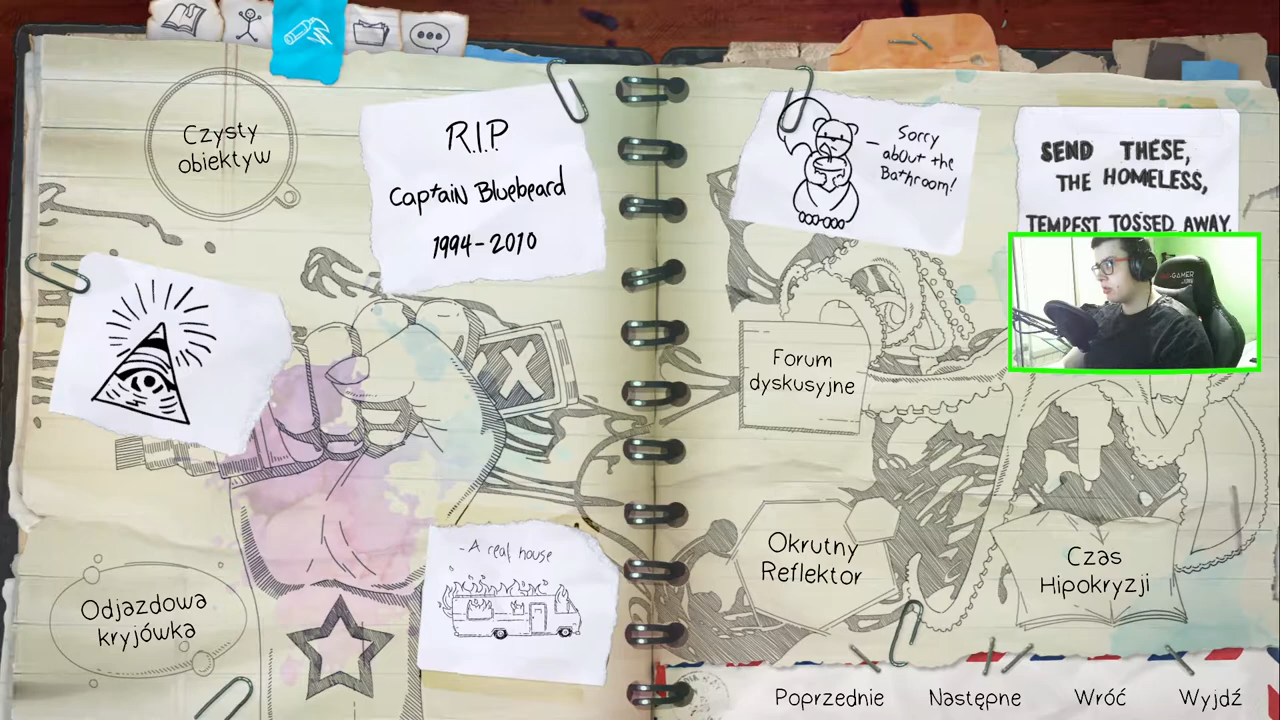 Czysty
obiektyw
R.I.P.
Captain Bluebeard
1994-2010
- A real house
Odjazdowa
kryjówka
- Sorry
about the
Bathroom!
SEND THESE,
THE HOMELESS,
TEMPEST TOSSED AWAY.
Forum
dyskusyjne
Okrutny
Reflektor
Czas
Hipokryzji
Poprzednie Następne Wróć Wyjdź